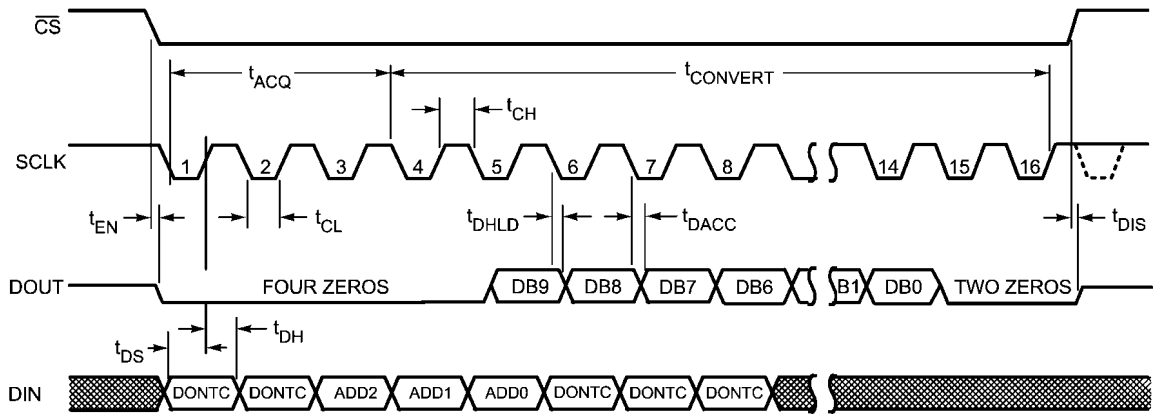 CS
tACQ
tCONVERT
tCH
SCLK
1 2 3 4 5 6 7 8 14 15 16
tEN
tCL
tDHLD
tDACC
tDIS
DOUT
FOUR ZEROS
DB9 DB8 DB7 DB6 B1 DB0
TWO ZEROS
tDS
tDH
DIN
DONTC DONTC ADD2 ADD1 ADD0 DONTC DONTC DONTC